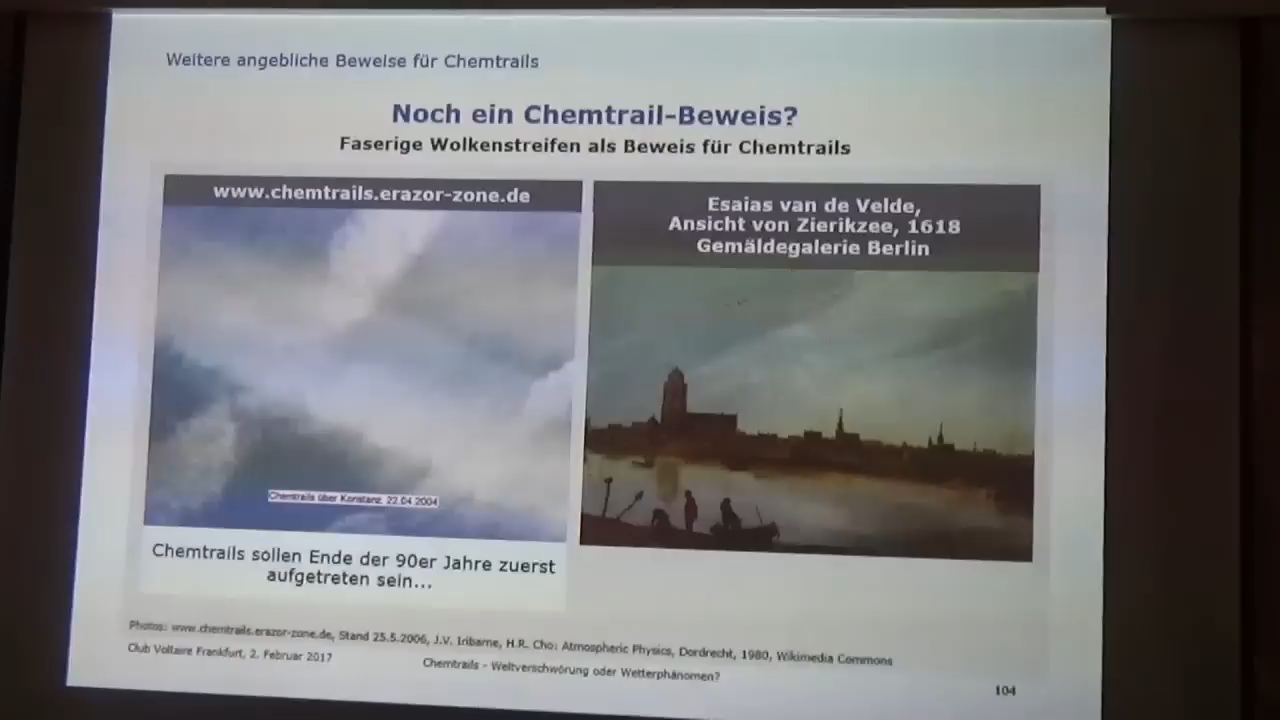 Weitere angebliche Beweise für Chemtrails
Noch ein Chemtrail-Beweis?
Faserige Wolkenstreifen als Beweis für Chemtrails
www.chemtrails.erazor-zone.de
Esaias van de Velde,
Ansicht von Zierikzee, 1618
Gemäldegalerie Berlin
Chemtrails über Konstanz, 22.04.2004
Chemtrails sollen Ende der 90er Jahre zuerst
aufgetreten sein...
Photos: www.chemtrails.erazor-zone.de, Stand 25.5.2006, J.V. Iribarne, H.R. Cho: Atmospheric Physics, Dordrecht, 1980, Wikimedia Commons
Club Voltaire Frankfurt, 2. Februar 2017
Chemtrails - Weltverschwörung oder Wetterphänomen?
104